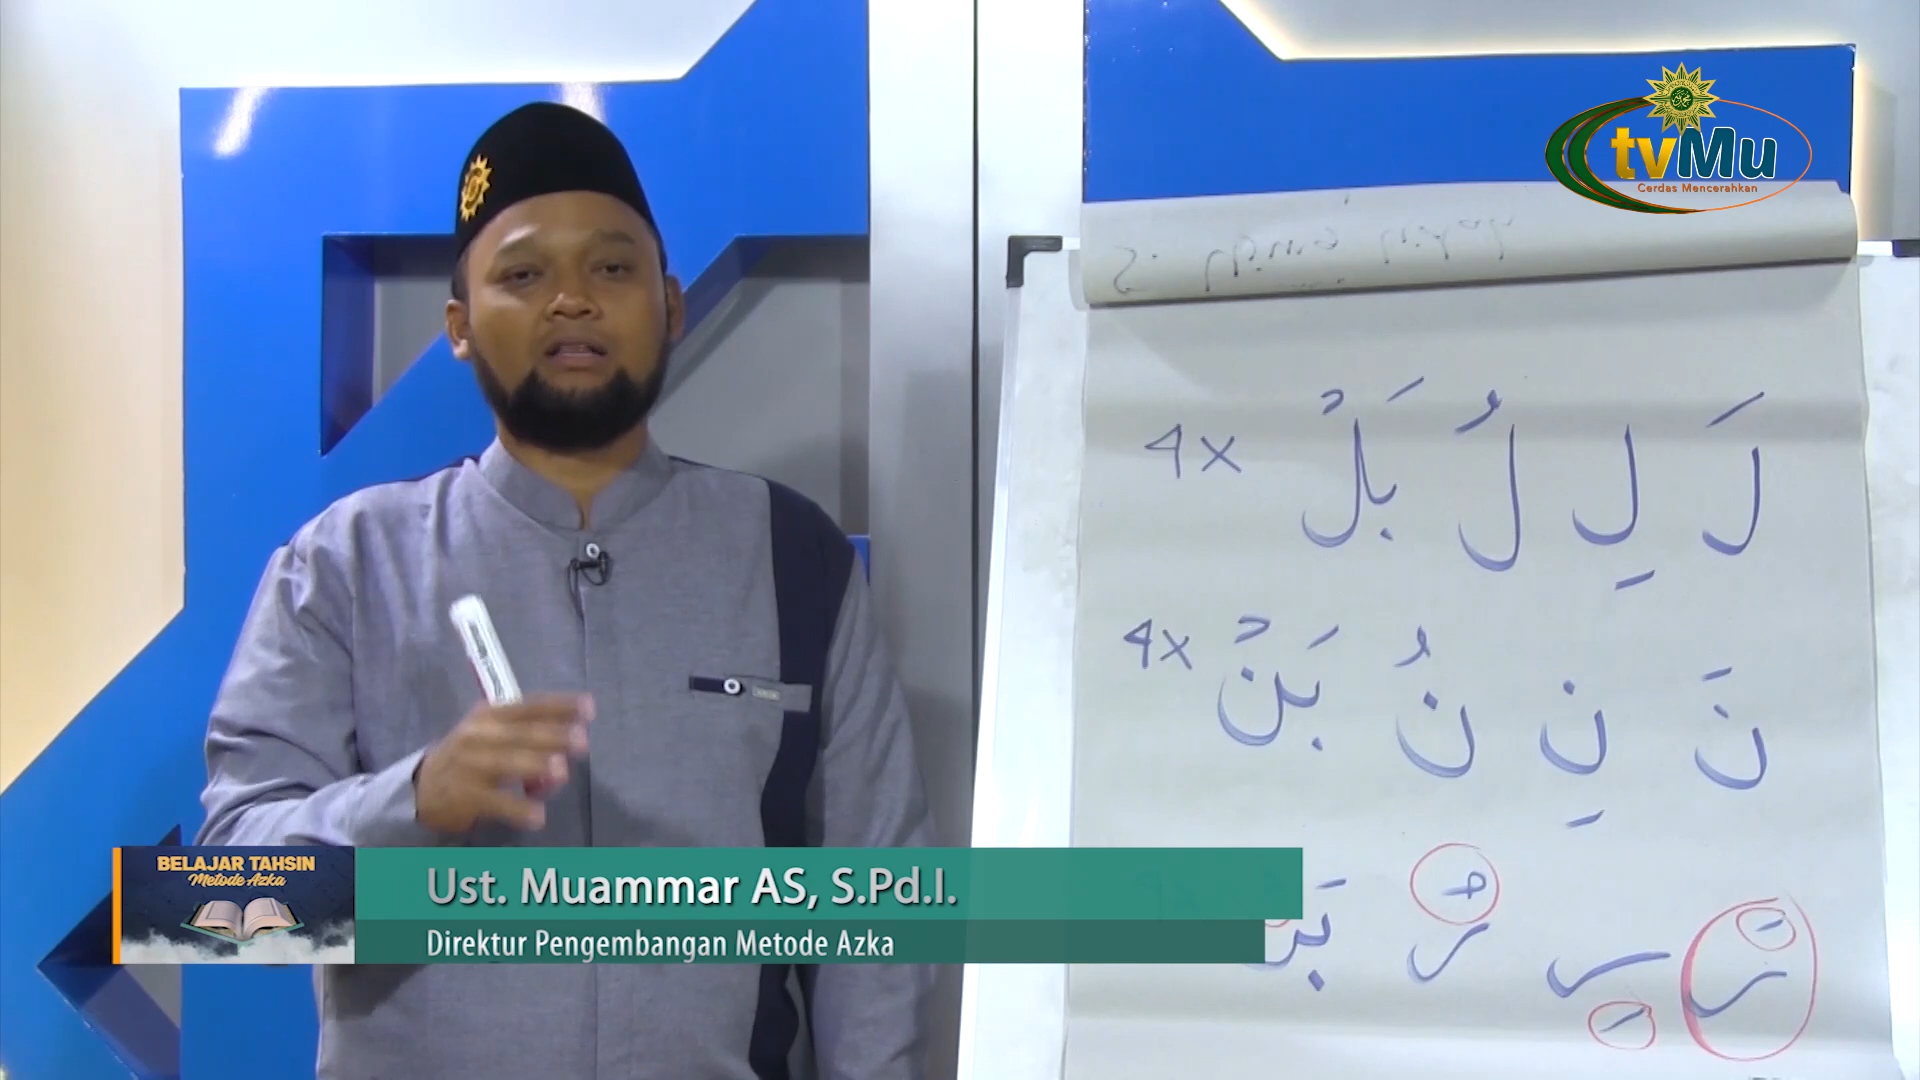 tvMu
Cerdas Mencerahkan
لَ لِ لُ بَلْ 4x
نَ نِ نُ بَنْ 4x
رَ رِ رُ بَرْ
BELAJAR TAHSIN
Metode Azka
Ust. Muammar AS, S.Pd.I.
Direktur Pengembangan Metode Azka